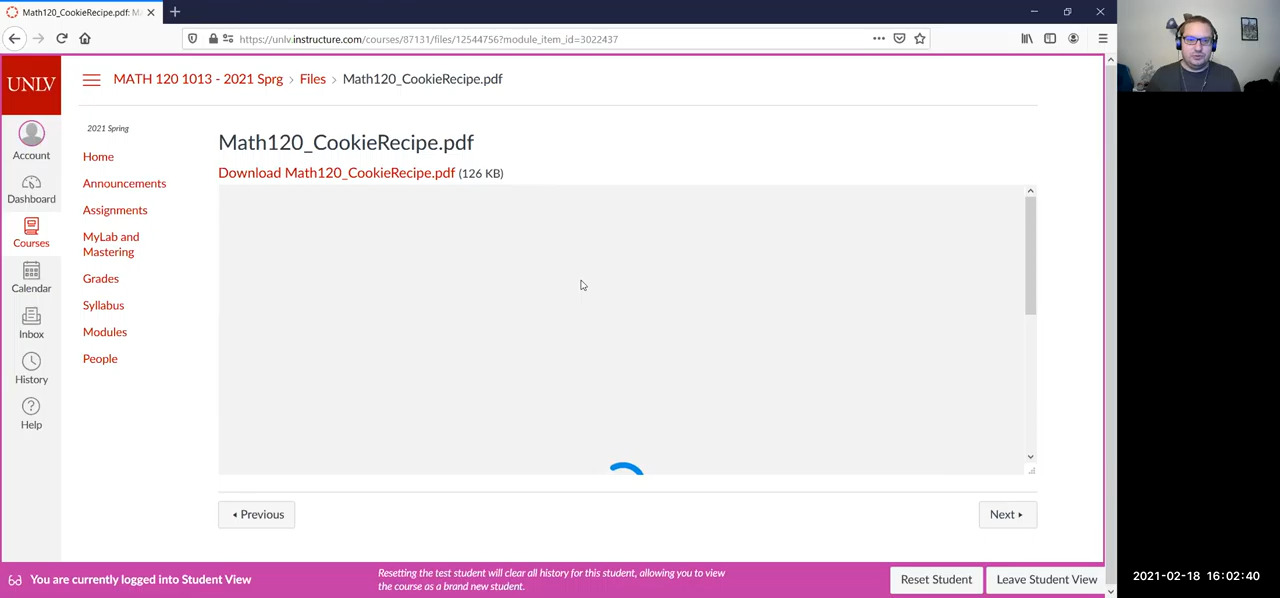 Math120_CookieRecipe.pdf: M
https://unlv.instructure.com/courses/87131/files/12544756?module_item_id=3022437
UNLV
MATH 120 1013 - 2021 Sprg › Files › Math120_CookieRecipe.pdf
Account
Dashboard
Courses
Calendar
Inbox
History
Help
2021 Spring
Home
Announcements
Assignments
MyLab and
Mastering
Grades
Syllabus
Modules
People
Math120_CookieRecipe.pdf
Download Math120_CookieRecipe.pdf (126 KB)
Previous
Next
You are currently logged into Student View
Resetting the test student will clear all history for this student, allowing you to view
the course as a brand new student.
Reset Student
Leave Student View
2021-02-18 16:02:40